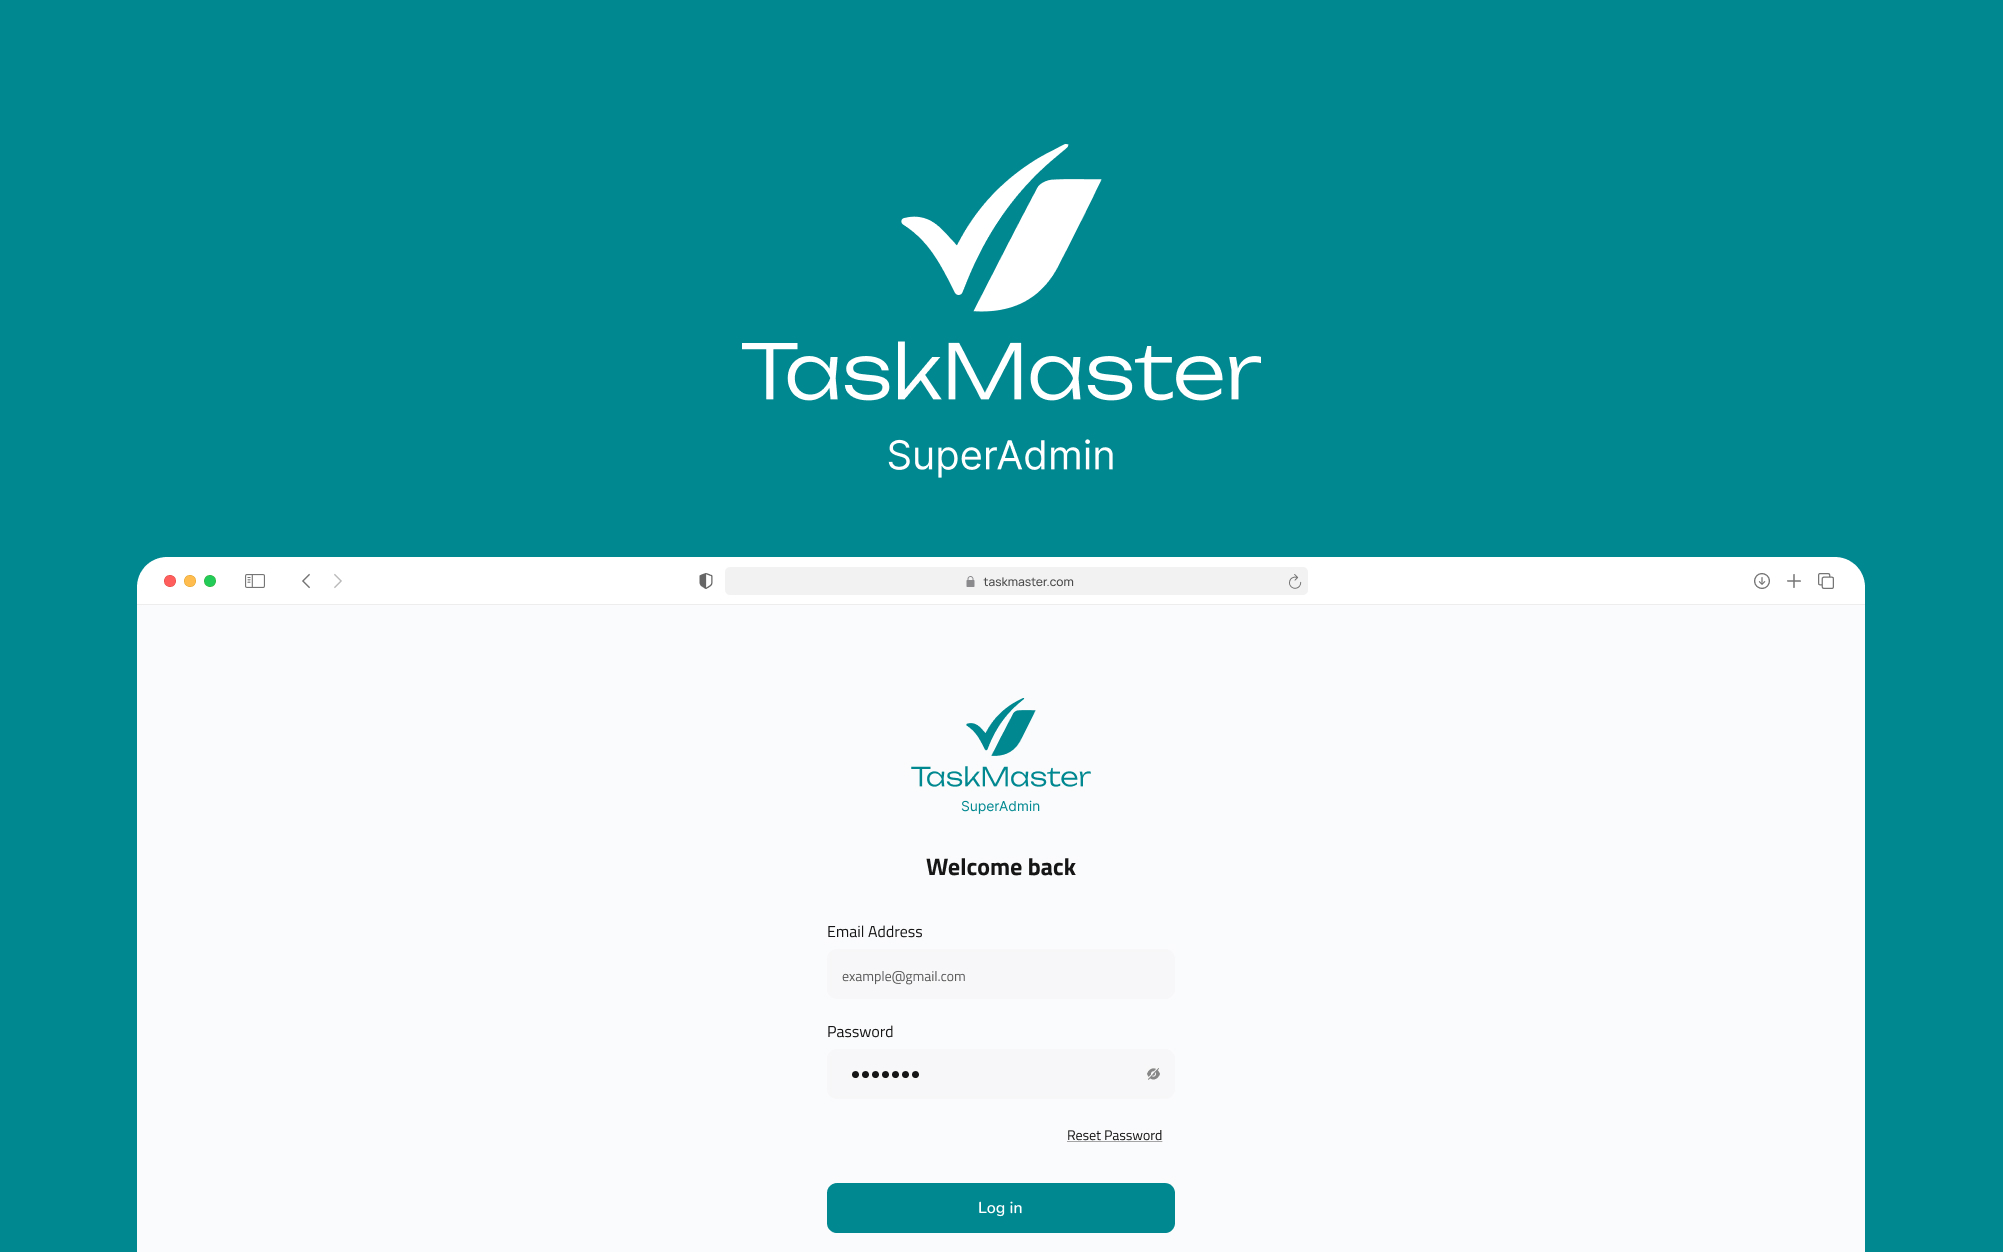 TaskMaster
SuperAdmin
taskmaster.com
TaskMaster
SuperAdmin
Welcome back
Email Address
example@gmail.com
Password
Reset Password
Log in